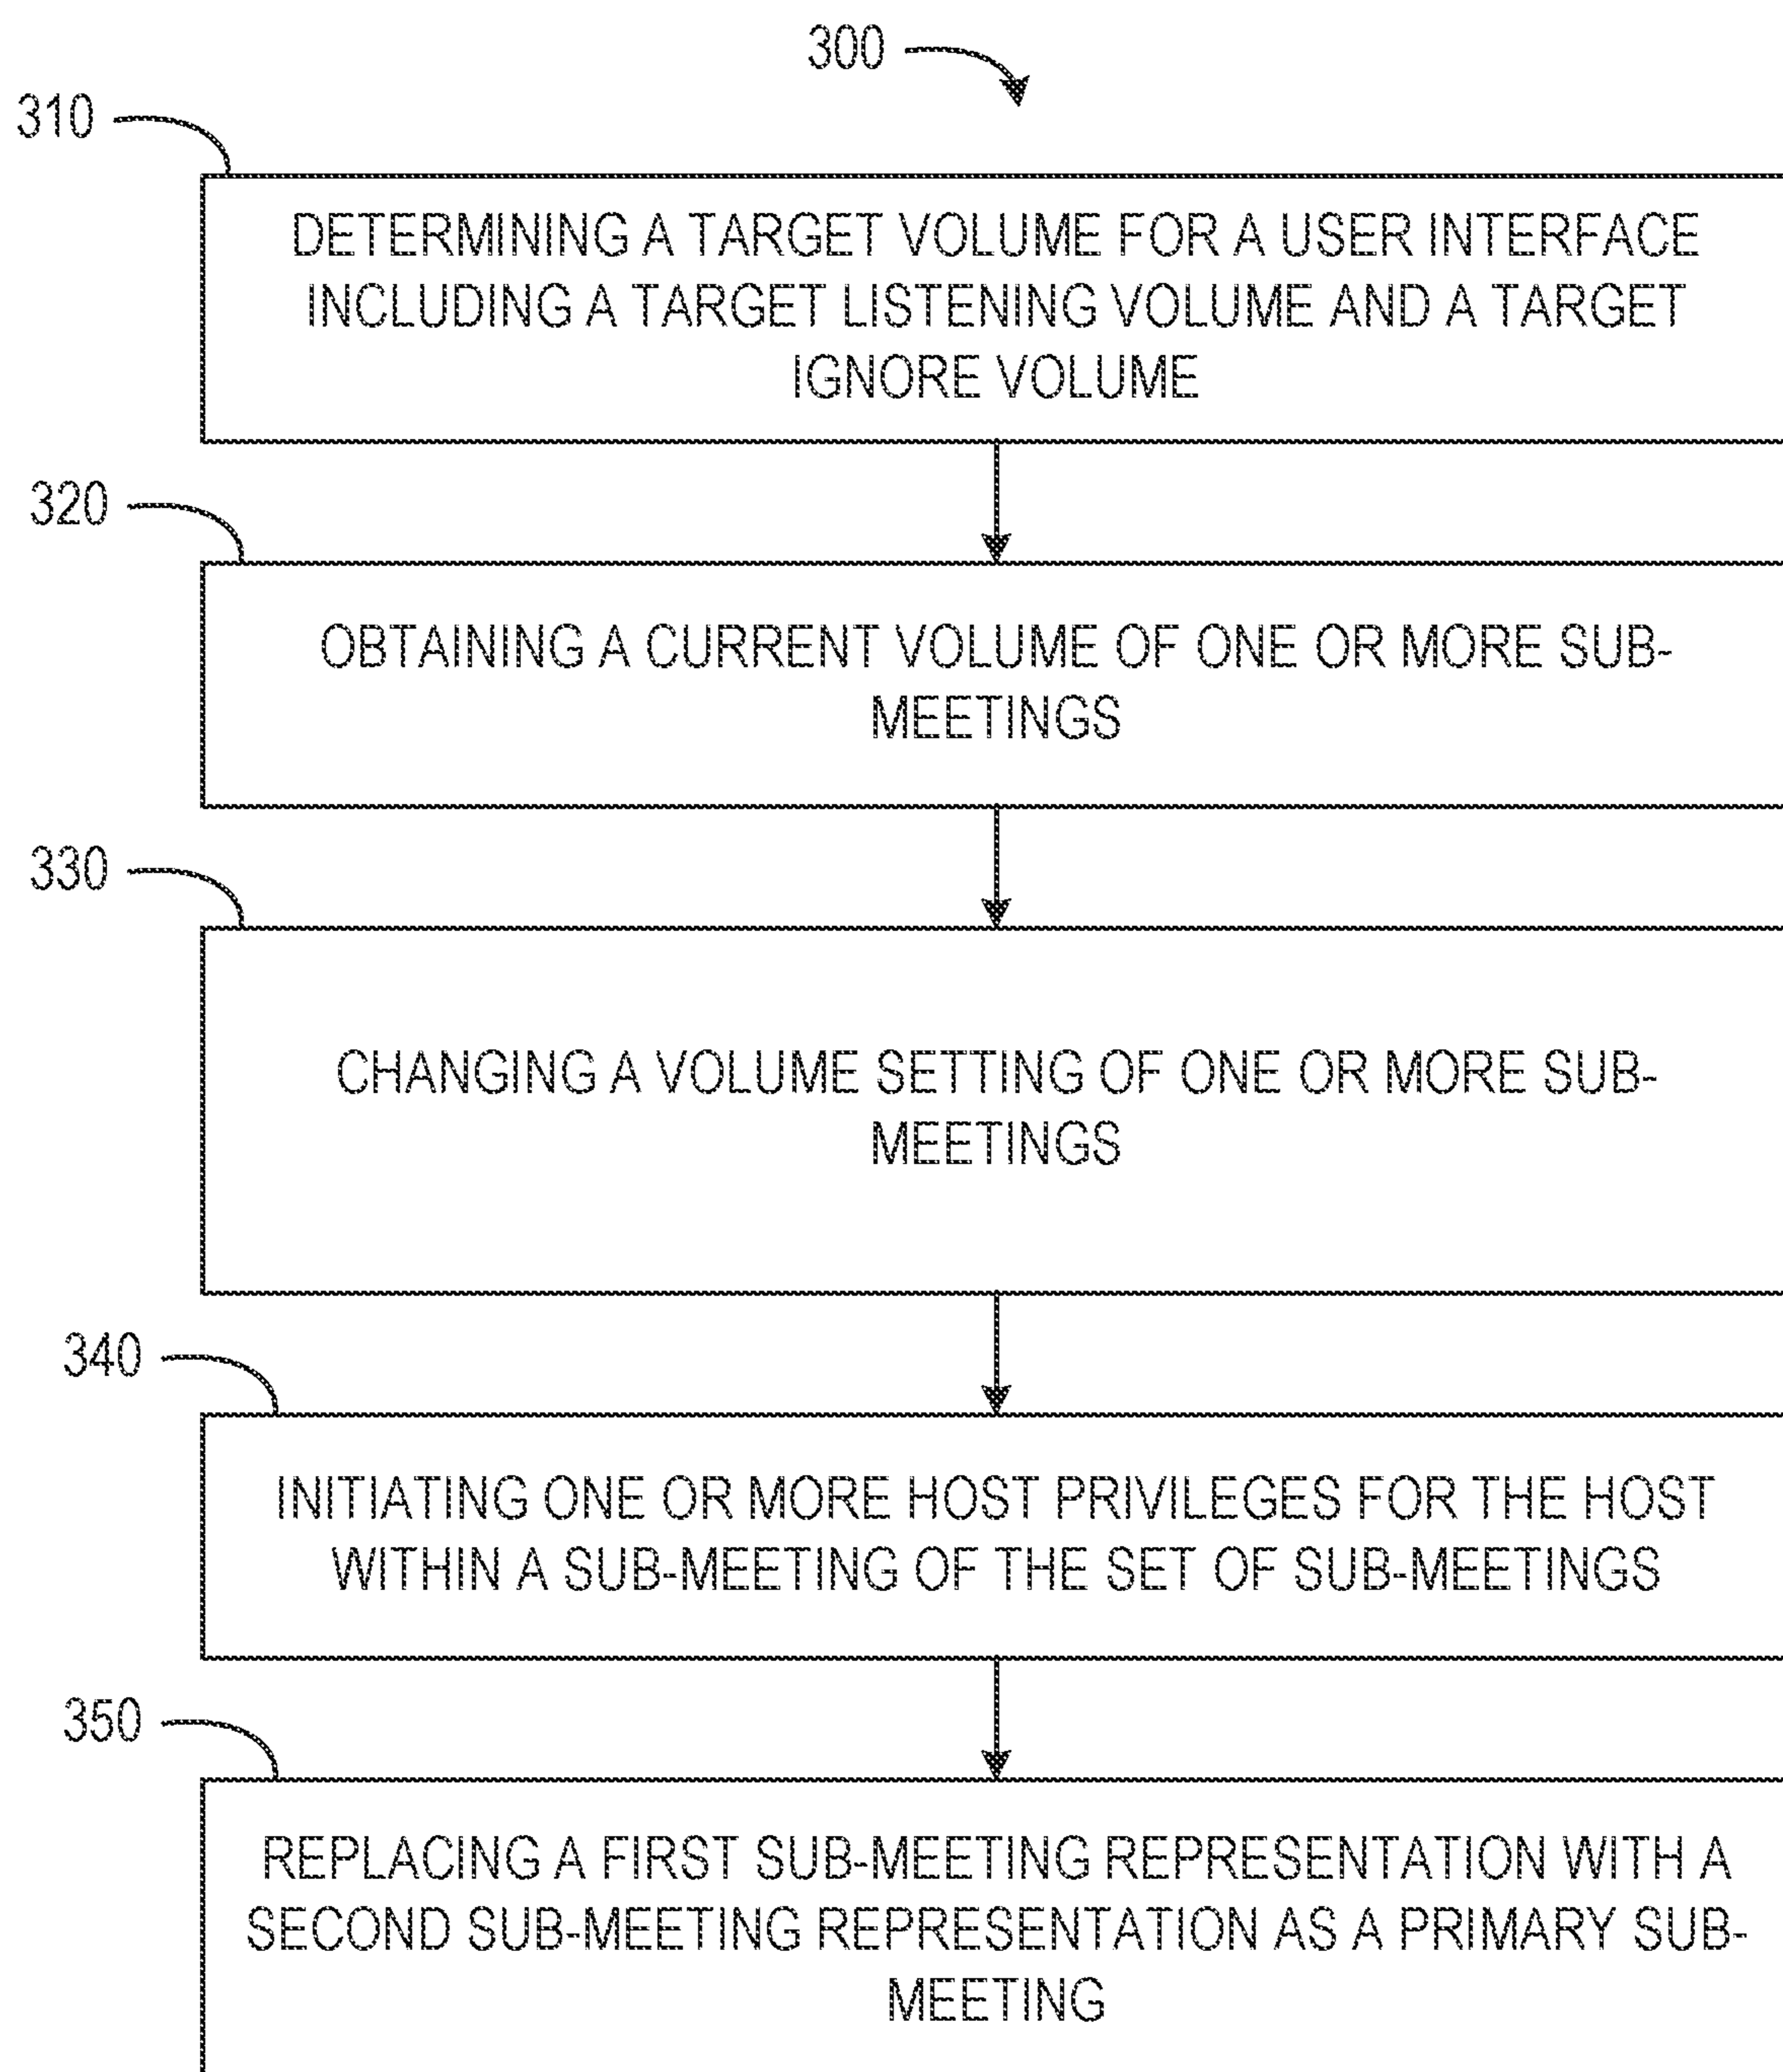 300
310
DETERMINING A TARGET VOLUME FOR A USER INTERFACE
INCLUDING A TARGET LISTENING VOLUME AND A TARGET
IGNORE VOLUME
320
OBTAINING A CURRENT VOLUME OF ONE OR MORE SUB-
MEETINGS
330
CHANGING A VOLUME SETTING OF ONE OR MORE SUB-
MEETINGS
340
INITIATING ONE OR MORE HOST PRIVILEGES FOR THE HOST
WITHIN A SUB-MEETING OF THE SET OF SUB-MEETINGS
350
REPLACING A FIRST SUB-MEETING REPRESENTATION WITH A
SECOND SUB-MEETING REPRESENTATION AS A PRIMARY SUB-
MEETING